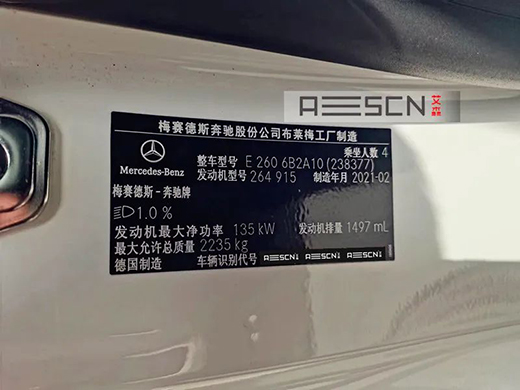 AESCN 艾森
梅赛德斯奔驰股份公司布莱梅工厂制造
乘坐人数 4
Mercedes-Benz
整车型号 E 260 6B2A10 (238377)
发动机型号 264 915 制造年月 2021-02
梅赛德斯-奔驰牌
1.0 %
发动机最大净功率 135 kW 发动机排量 1497 mL
最大允许总质量 2235 kg
德国制造 车辆识别代号 AESCN AESCN AESCN